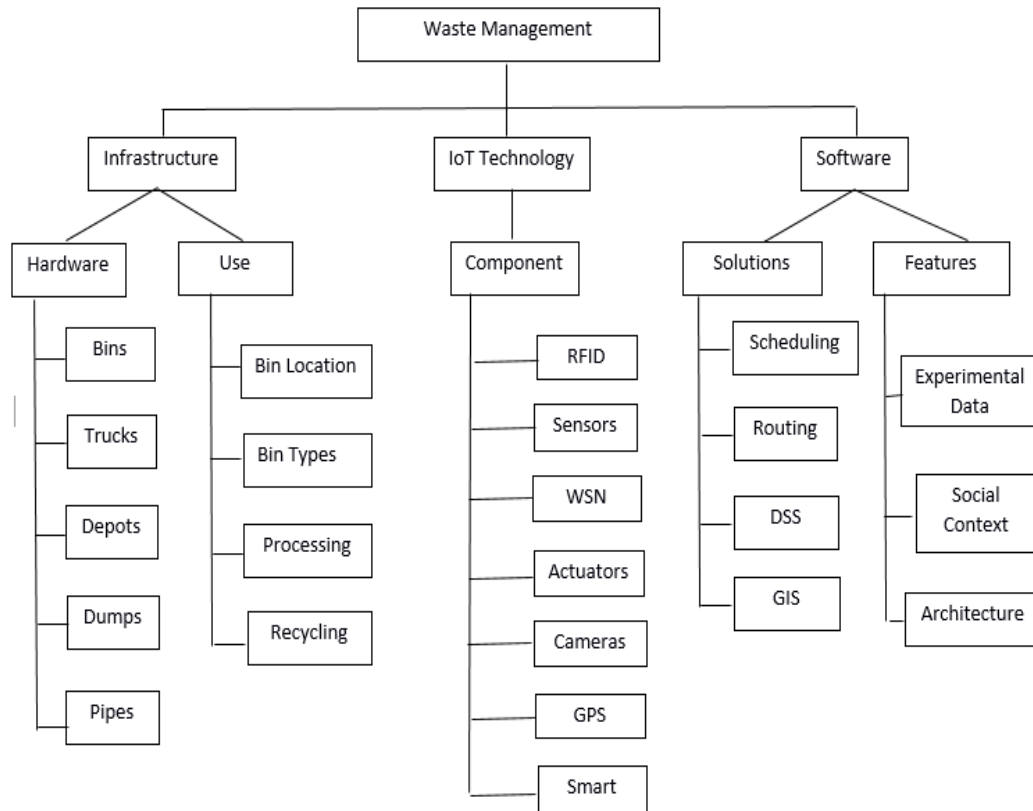 Waste Management
Infrastructure
IoT Technology
Software
Hardware
Use
Component
Solutions
Features
Bins
Trucks
Depots
Dumps
Pipes
Bin Location
Bin Types
Processing
Recycling
RFID
Sensors
WSN
Actuators
Cameras
GPS
Smart
Scheduling
Routing
DSS
GIS
Experimental
Data
Social
Context
Architecture